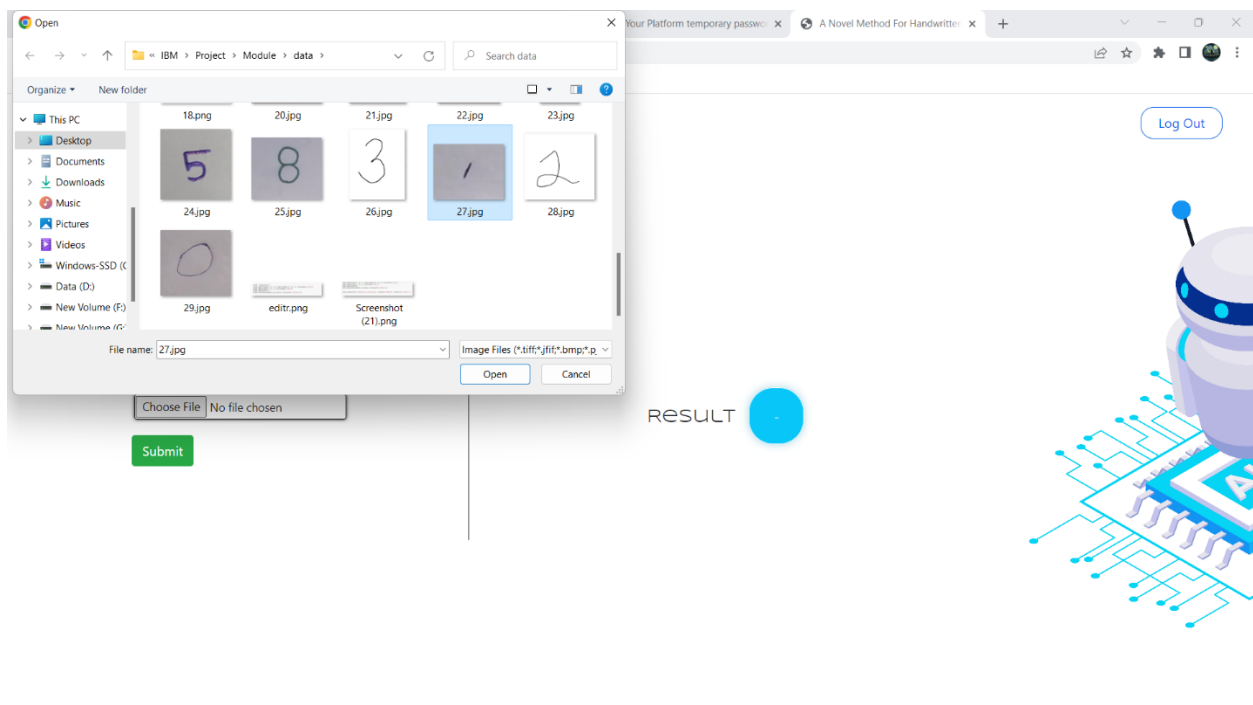 Open
Your Platform temporary passwo
A Novel Method For Handwritte
« IBM > Project > Module > data >
Search data
Organize
New folder
This PC
Desktop
Documents
Downloads
Music
Pictures
Videos
Windows-SSD (C
Data (D:)
New Volume (F:)
New Volume (G:
18.png
20.jpg
21.jpg
22.jpg
23.jpg
5
8
3
1
2
24.jpg
25.jpg
26.jpg
27.jpg
28.jpg
0
29.jpg
editr.png
Screenshot
(21).png
File name:
27.jpg
Image Files (*.tiff;*.jfif;*.bmp;*.p
Open
Cancel
Log Out
Choose File
No file chosen
Submit
Result
-